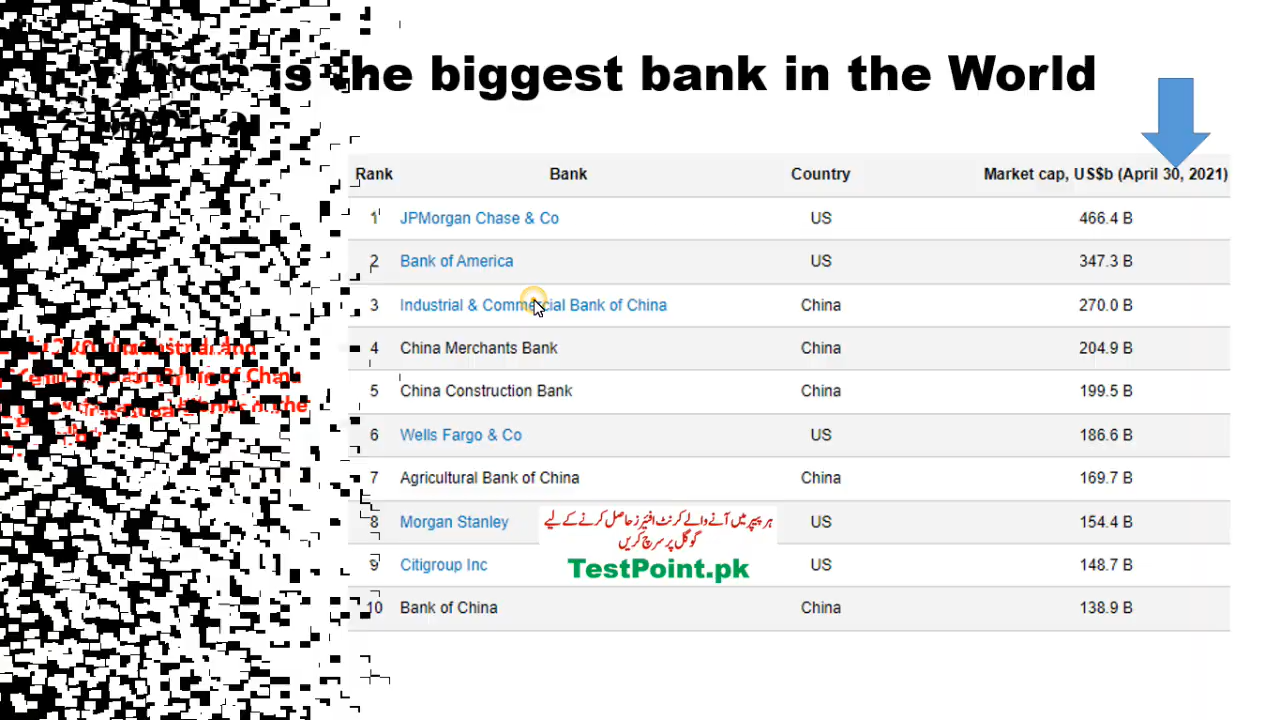 is the biggest bank in the World
Rank Bank Country Market cap, US$b (April 30, 2021)
1 JPMorgan Chase & Co US 466.4 B
2 Bank of America US 347.3 B
3 Industrial & Commercial Bank of China China 270.0 B
4 China Merchants Bank China 204.9 B
5 China Construction Bank China 199.5 B
6 Wells Fargo & Co US 186.6 B
7 Agricultural Bank of China China 169.7 B
8 Morgan Stanley US 154.4 B
ہر پیپر میں آنے والے کرنٹ افئیرز حاصل کرنے کے لیے
گوگل پر سرچ کریں
9 Citigroup Inc US 148.7 B
TestPoint.pk
10 Bank of China China 138.9 B